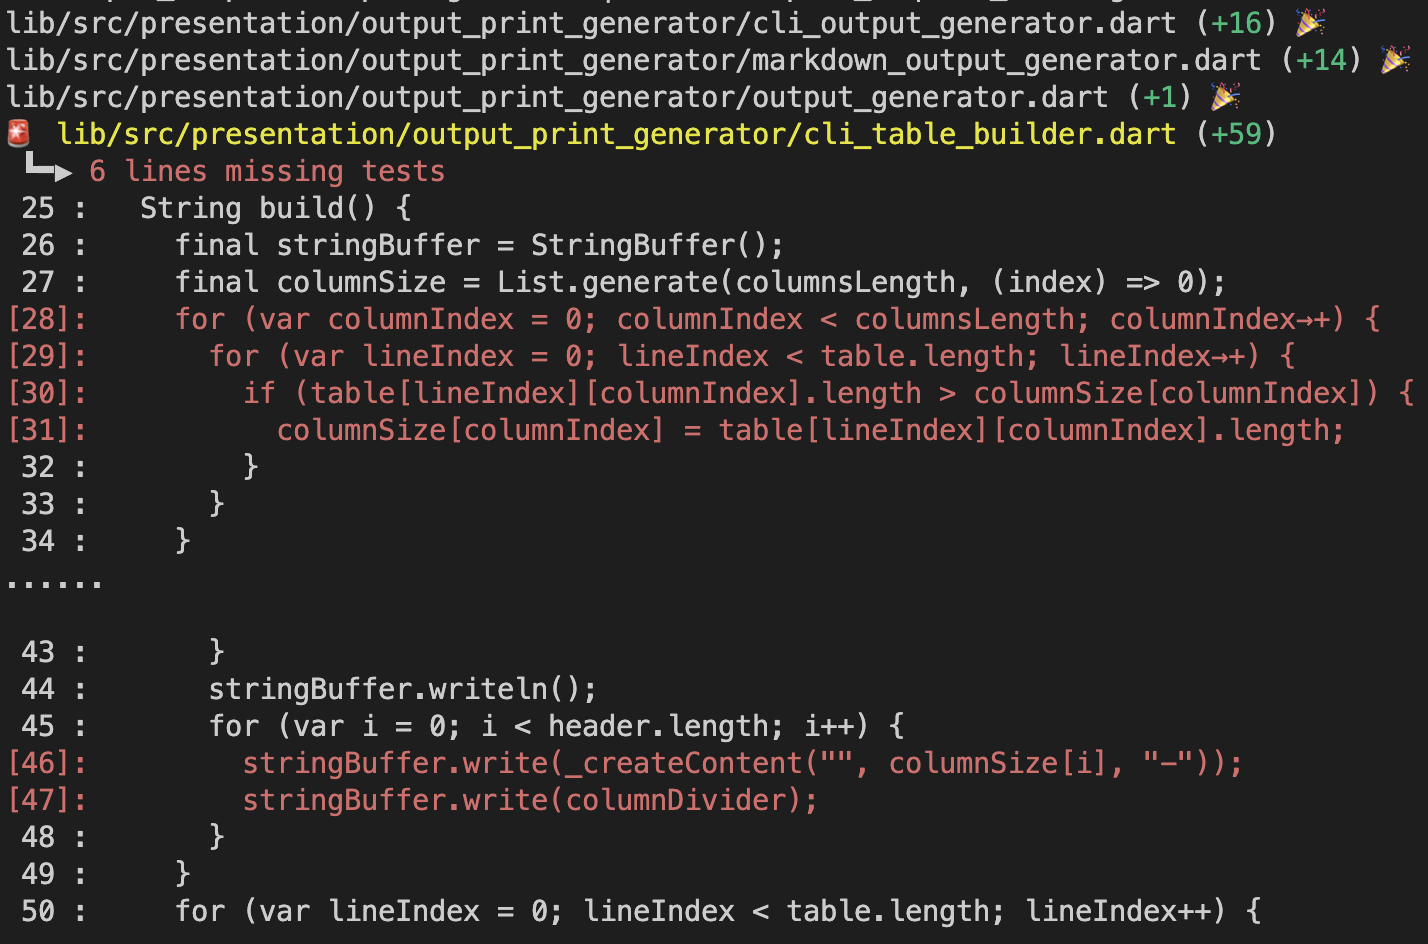 lib/src/presentation/output_print_generator/cli_output_generator.dart (+16) 🎉
lib/src/presentation/output_print_generator/markdown_output_generator.dart (+14) 🎉
lib/src/presentation/output_print_generator/output_generator.dart (+1) 🎉
🚨 lib/src/presentation/output_print_generator/cli_table_builder.dart (+59)
┗━▶ 6 lines missing tests
25 :   String build() {
26 :     final stringBuffer = StringBuffer();
27 :     final columnSize = List.generate(columnsLength, (index) => 0);
[28]:     for (var columnIndex = 0; columnIndex < columnsLength; columnIndex→+) {
[29]:       for (var lineIndex = 0; lineIndex < table.length; lineIndex→+) {
[30]:         if (table[lineIndex][columnIndex].length > columnSize[columnIndex]) {
[31]:           columnSize[columnIndex] = table[lineIndex][columnIndex].length;
32 :         }
33 :       }
34 :     }
......
43 :       }
44 :       stringBuffer.writeln();
45 :       for (var i = 0; i < header.length; i++) {
[46]:         stringBuffer.write(_createContent("", columnSize[i], "-"));
[47]:         stringBuffer.write(columnDivider);
48 :       }
49 :     }
50 :     for (var lineIndex = 0; lineIndex < table.length; lineIndex++) {